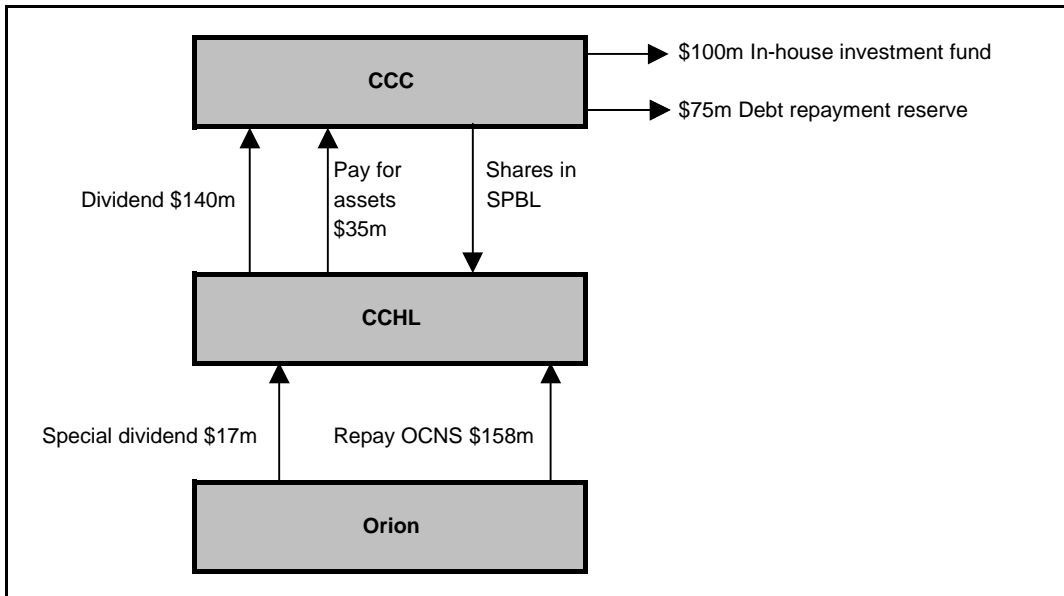 CCC
$100m In-house investment fund
$75m Debt repayment reserve
Dividend $140m
Pay for
assets
$35m
Shares in
SPBL
CCHL
Special dividend $17m
Repay OCNS $158m
Orion